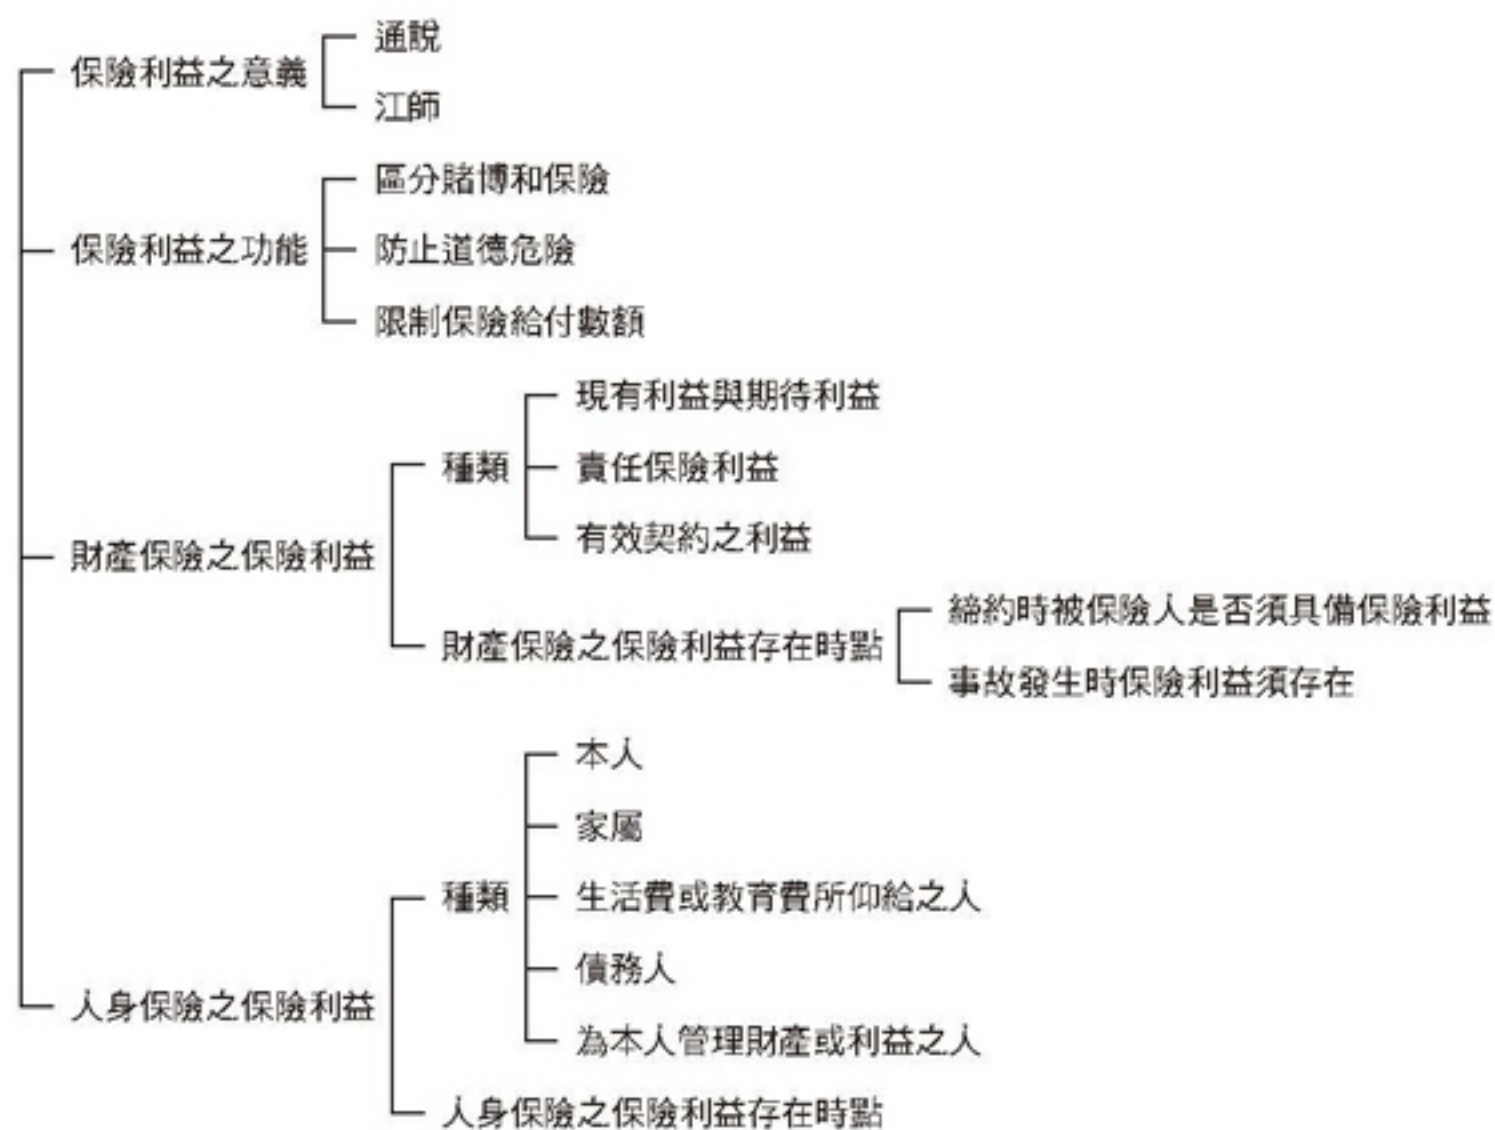 保險利益之意義
通說
江師
保險利益之功能
區分賭博和保險
防止道德危險
限制保險給付數額
財產保險之保險利益
種類
現有利益與期待利益
責任保險利益
有效契約之利益
財產保險之保險利益存在時點
締約時被保險人是否須具備保險利益
事故發生時保險利益須存在
人身保險之保險利益
種類
本人
家屬
生活費或教育費所仰給之人
債務人
為本人管理財產或利益之人
人身保險之保險利益存在時點